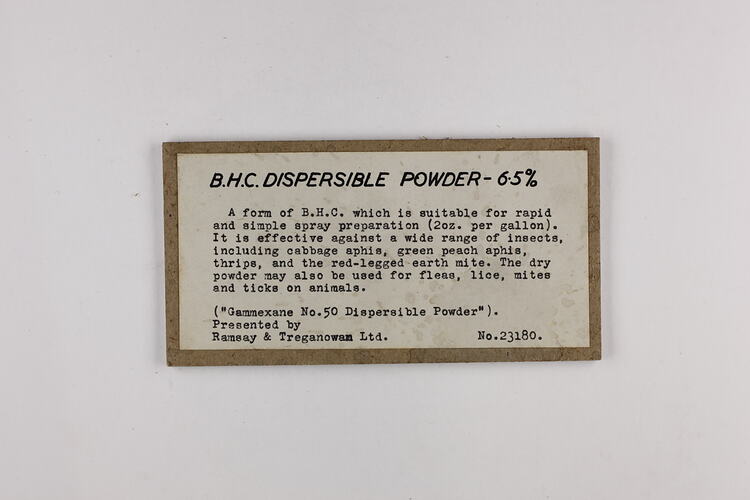 B.H.C. DISPERSIBLE POWDER - 6·5%
A form of B.H.C. which is suitable for rapid
and simple spray preparation (2oz. per gallon).
It is effective against a wide range of insects,
including cabbage aphis, green peach aphis,
thrips, and the red-legged earth mite. The dry
powder may also be used for fleas, lice, mites
and ticks on animals.
("Gammexane No.50 Dispersible Powder").
Presented by
Ramsay & Treganowan Ltd. No.23180.